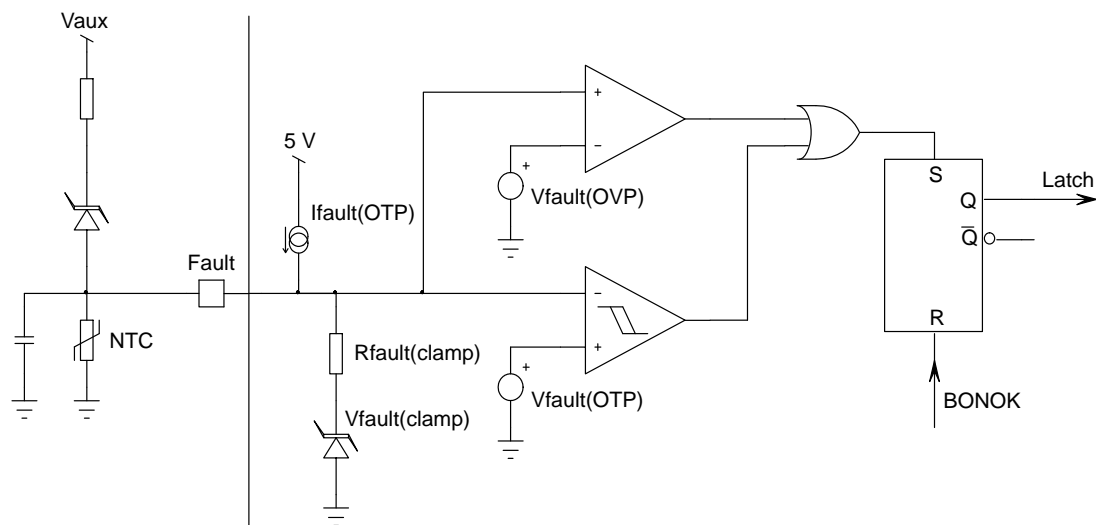 Vaux
5 V
Ifault(OTP)
Fault
NTC
Rfault(clamp)
Vfault(clamp)
+
−
+
Vfault(OVP)
−
+
+
Vfault(OTP)
S
Q
Q̅
R
Latch
BONOK